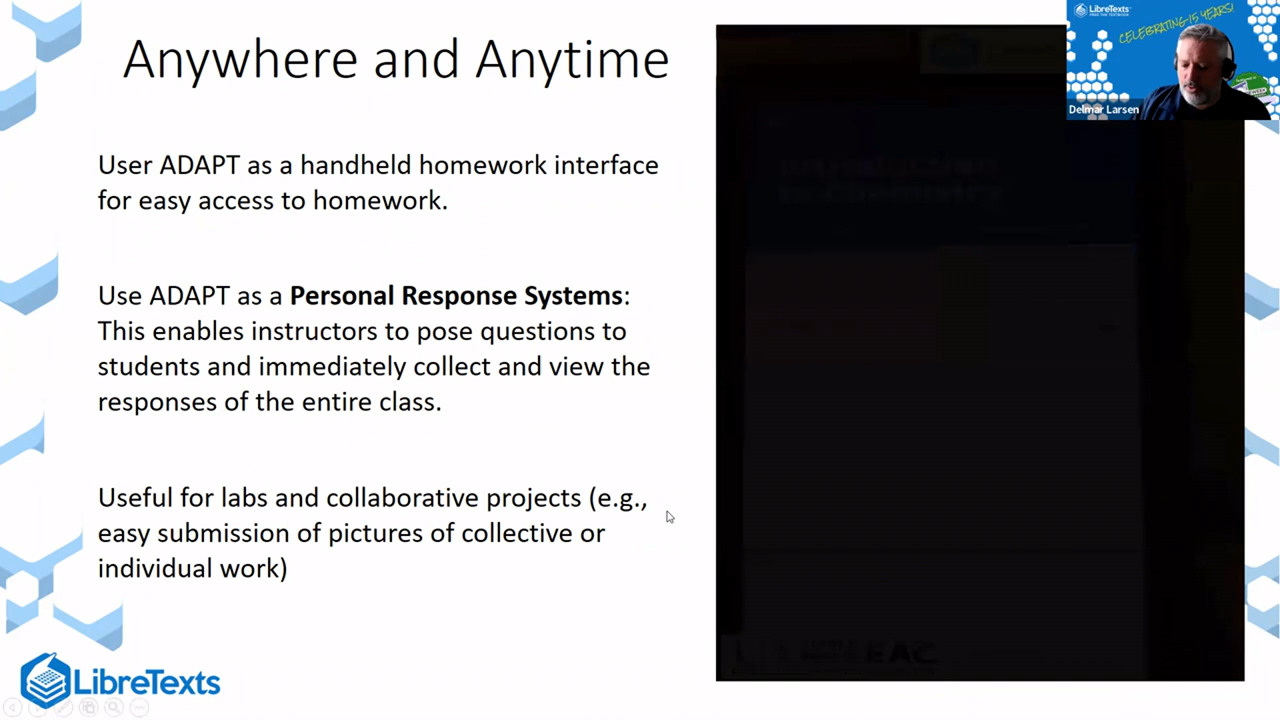 Anywhere and Anytime
User ADAPT as a handheld homework interface
for easy access to homework.
Use ADAPT as a Personal Response Systems:
This enables instructors to pose questions to
students and immediately collect and view the
responses of the entire class.
Useful for labs and collaborative projects (e.g.,
easy submission of pictures of collective or
individual work)
LibreTexts
LibreTexts
CELEBRATING 15 YEARS!
Delmar Larsen